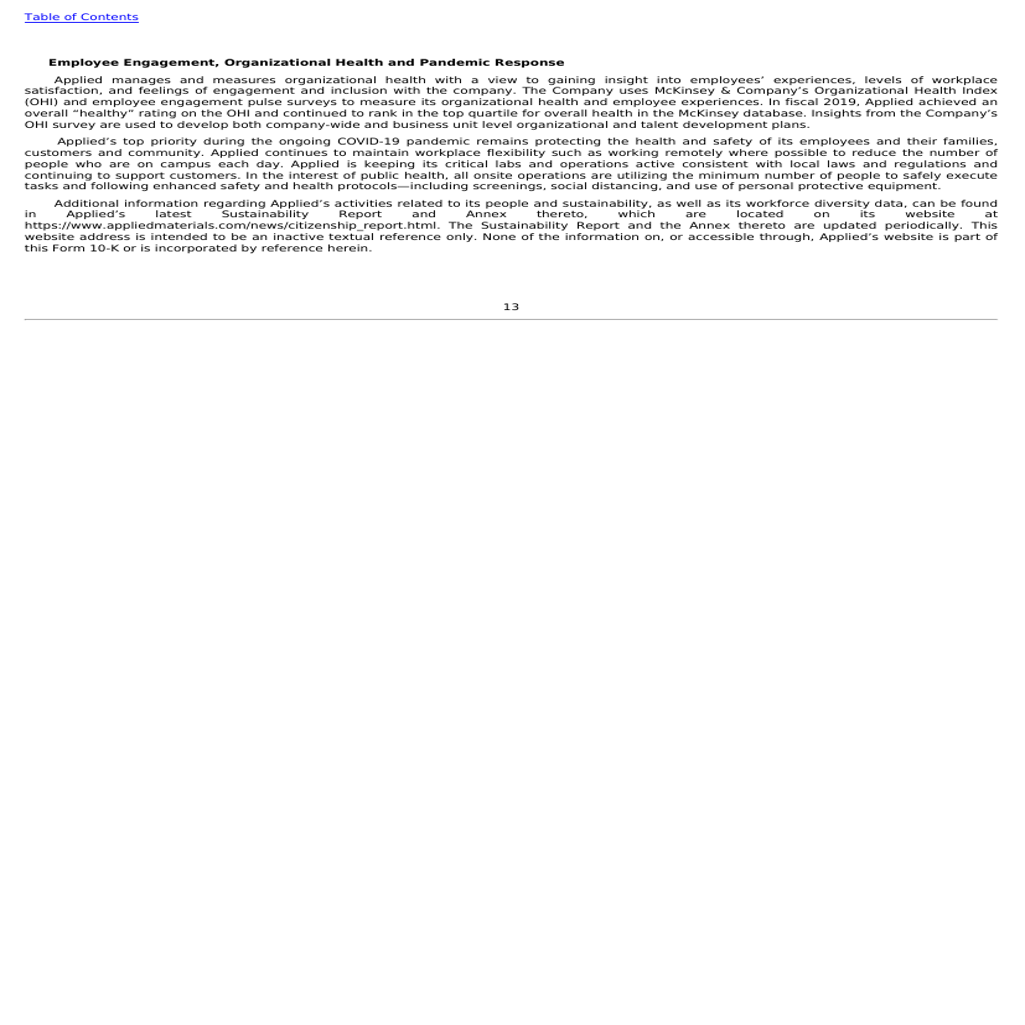 Table of Contents
Employee Engagement, Organizational Health and Pandemic Response
Applied manages and measures organizational health with a view to gaining insight into employees’ experiences, levels of workplace
satisfaction, and feelings of engagement and inclusion with the company. The Company uses McKinsey & Company’s Organizational Health Index
(OHI) and employee engagement pulse surveys to measure its organizational health and employee experiences. In fiscal 2019, Applied achieved an
overall “healthy” rating on the OHI and continued to rank in the top quartile for overall health in the McKinsey database. Insights from the Company’s
OHI survey are used to develop both company-wide and business unit level organizational and talent development plans.
Applied’s top priority during the ongoing COVID-19 pandemic remains protecting the health and safety of its employees and their families,
customers and community. Applied continues to maintain workplace flexibility such as working remotely where possible to reduce the number of
people who are on campus each day. Applied is keeping its critical labs and operations active consistent with local laws and regulations and
continuing to support customers. In the interest of public health, all onsite operations are utilizing the minimum number of people to safely execute
tasks and following enhanced safety and health protocols—including screenings, social distancing, and use of personal protective equipment.
Additional information regarding Applied’s activities related to its people and sustainability, as well as its workforce diversity data, can be found
in Applied’s latest Sustainability Report and Annex thereto, which are located on its website at
https://www.appliedmaterials.com/news/citizenship_report.html. The Sustainability Report and the Annex thereto are updated periodically. This
website address is intended to be an inactive textual reference only. None of the information on, or accessible through, Applied’s website is part of
this Form 10-K or is incorporated by reference herein.
13